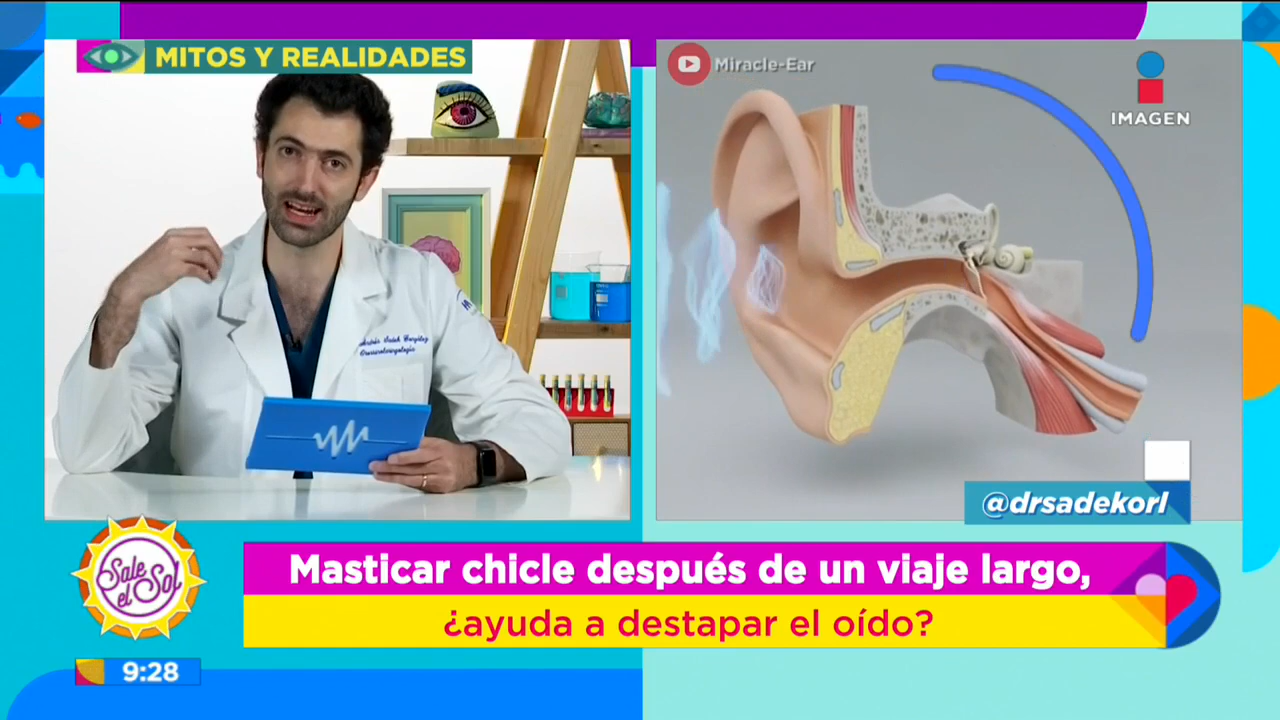 MITOS Y REALIDADES
Miracle-Ear
IMAGEN
@drsadekorl
Masticar chicle después de un viaje largo,
¿ayuda a destapar el oído?
Sale
el Sol
9:28